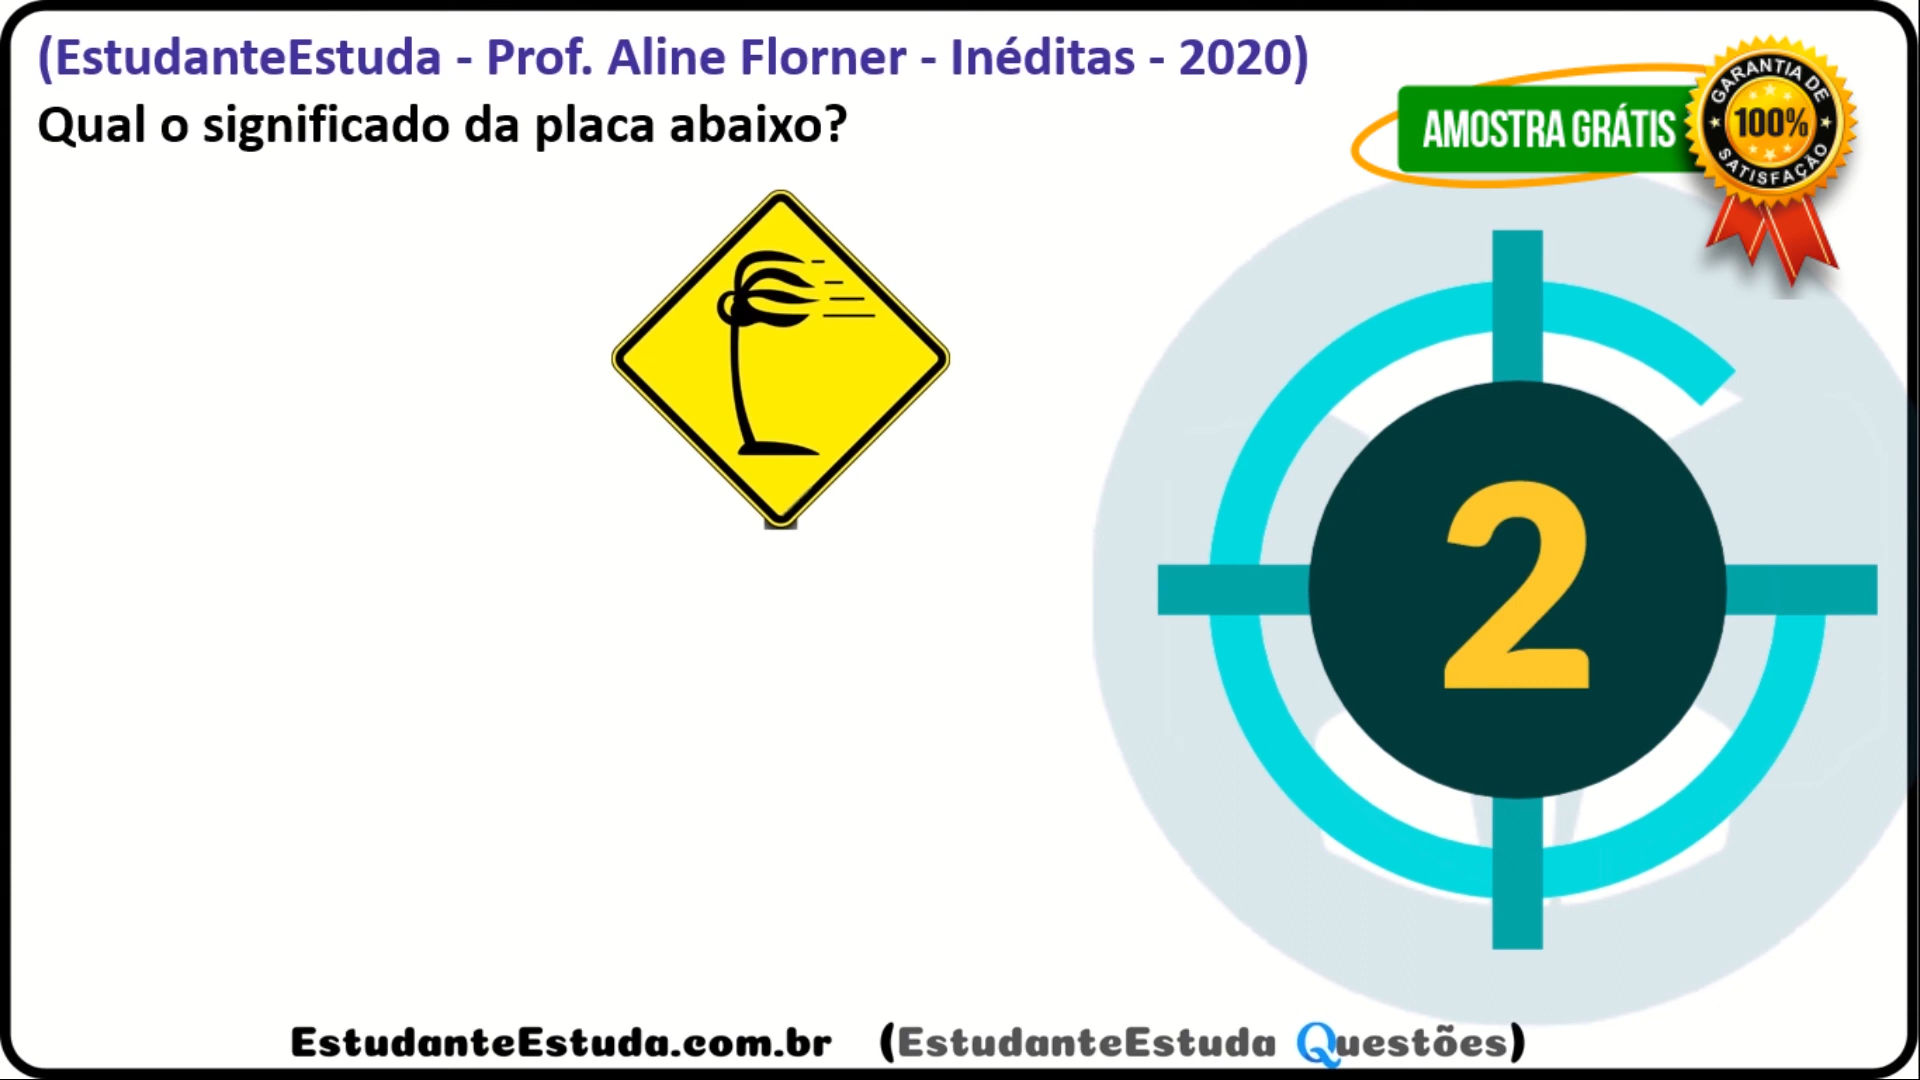 (EstudanteEstuda - Prof. Aline Florner - Inéditas - 2020)
Qual o significado da placa abaixo?
AMOSTRA GRÁTIS
GARANTIA DE
100%
SATISFAÇÃO
2
EstudanteEstuda.com.br (EstudanteEstuda Questões)